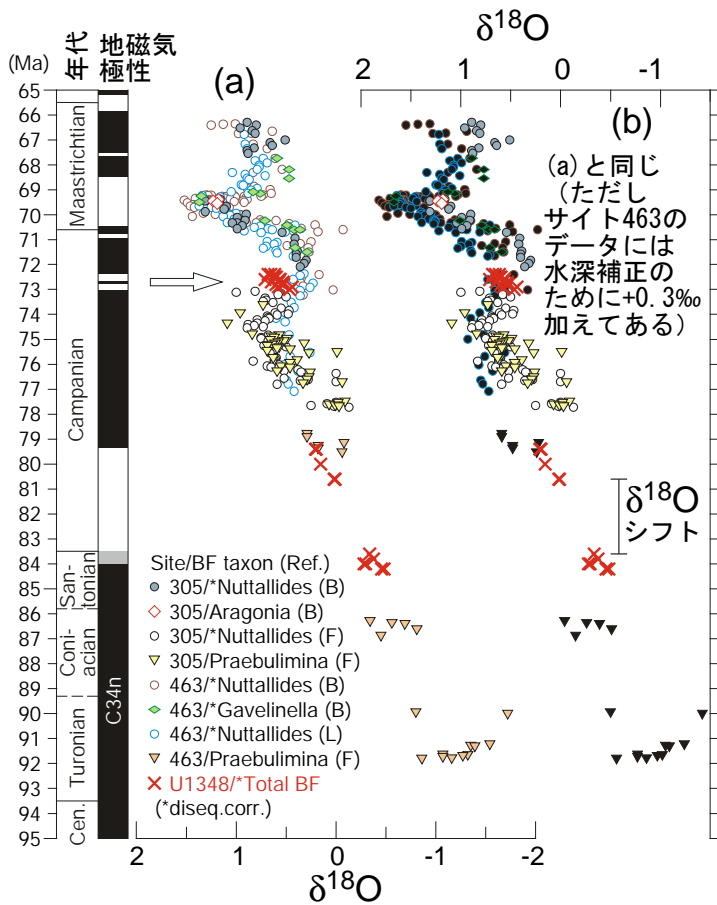 δ18O
2
1
0
-1
(Ma)
年代
地磁気
極性
(a)
(b)
65
66
67
68
69
70
71
72
73
74
75
76
77
78
79
80
81
82
83
84
85
86
87
88
89
90
91
92
93
94
95
Maastrichtian
Campanian
San-
tonian
Coni-
acian
Turonian
Cen.
C34n
(a) と同じ
(ただし
サイト463の
データには
水深補正の
ために+0.3‰
加えてある)
δ18O
シフト
Site/BF taxon (Ref.)
305/*Nuttallides (B)
305/Aragonia (B)
305/*Nuttallides (F)
305/Praebulimina (F)
463/*Nuttallides (B)
463/*Gavelinella (B)
463/*Nuttallides (L)
463/Praebulimina (F)
U1348/*Total BF
(*diseq.corr.)
2
1
0
-1
-2
δ18O